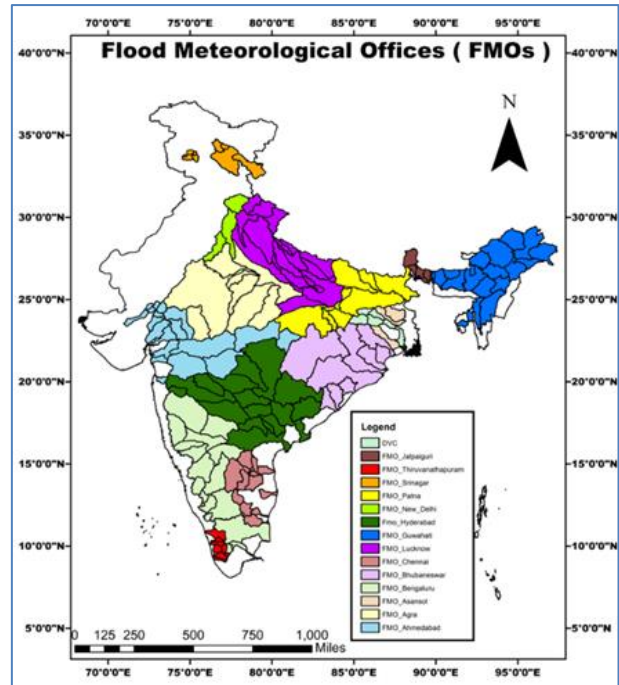 70°0'0"E 75°0'0"E 80°0'0"E 85°0'0"E 90°0'0"E 95°0'0"E
Flood Meteorological Offices ( FMOs )
40°0'0"N 40°0'0"N
N
35°0'0"N 35°0'0"N
30°0'0"N 30°0'0"N
25°0'0"N 25°0'0"N
20°0'0"N 20°0'0"N
15°0'0"N 15°0'0"N
10°0'0"N 10°0'0"N
5°0'0"N 5°0'0"N
Legend
DVC
FMO_Jalpaiguri
FMO_Thiruvanathapuram
FMO_Srinagar
FMO_Patna
FMO_New_Delhi
Fmo_Hyderabad
FMO_Guwahati
FMO_Lucknow
FMO_Chennai
FMO_Bhubaneswar
FMO_Bengaluru
FMO_Asansol
FMO_Agra
FMO_Ahmedabad
0 125 250 500 750 1,000
Miles
70°0'0"E 75°0'0"E 80°0'0"E 85°0'0"E 90°0'0"E 95°0'0"E